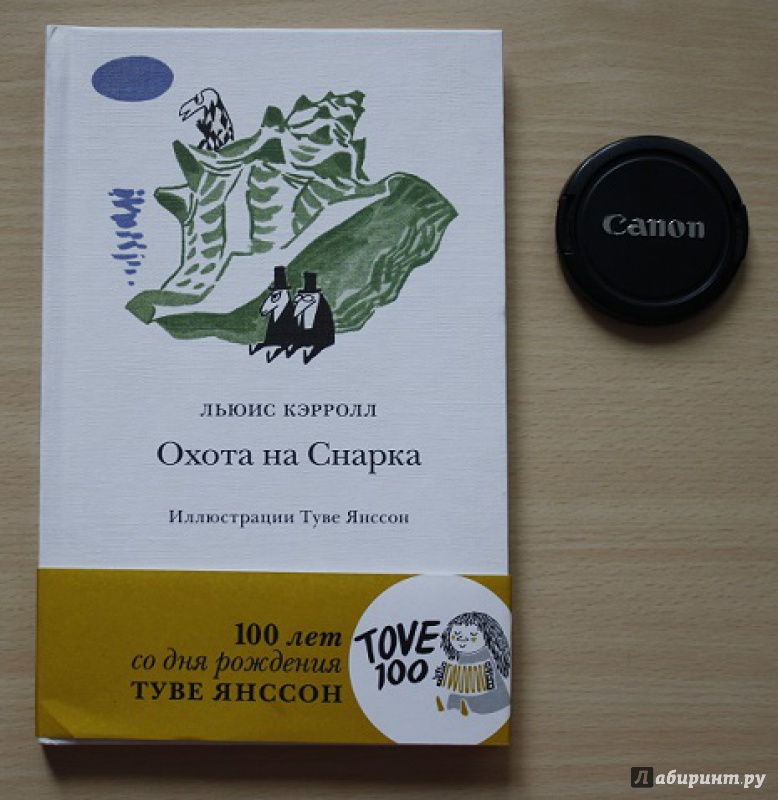 ЛЬЮИС КЭРРОЛЛ
Охота на Снарка
Иллюстрации Туве Янссон
100 лет
со дня рождения
ТУВЕ ЯНССОН
TOVE
100
Canon
Лабиринт.ру